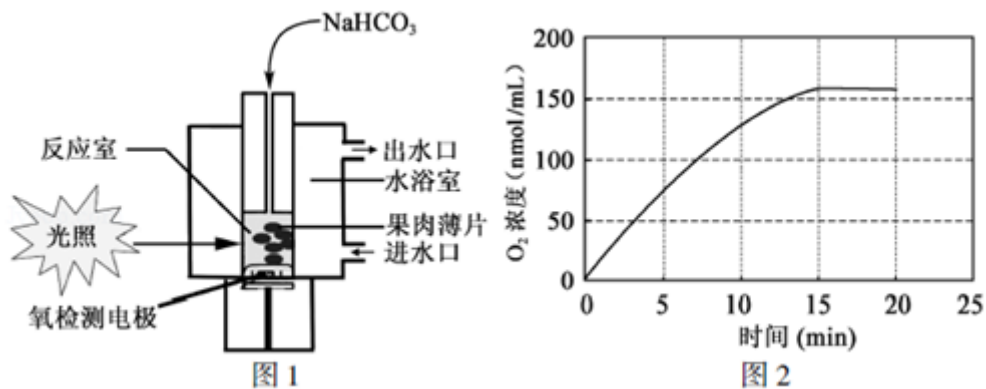 NaHCO₃
反应室
出水口
水浴室
光照
果肉薄片
进水口
氧检测电极
图1
O₂ 浓度 (nmol/mL)
200
150
100
50
0
0 5 10 15 20 25
时间 (min)
图2